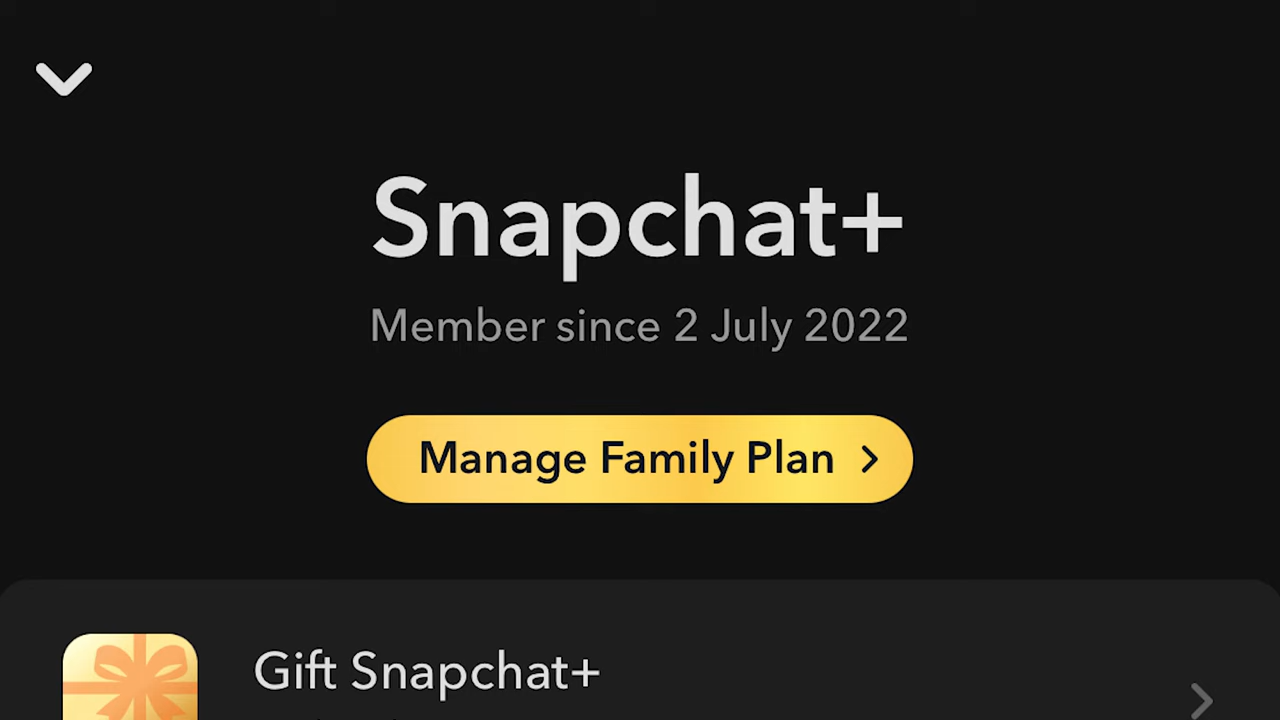 Snapchat+
Member since 2 July 2022
Manage Family Plan
Gift Snapchat+